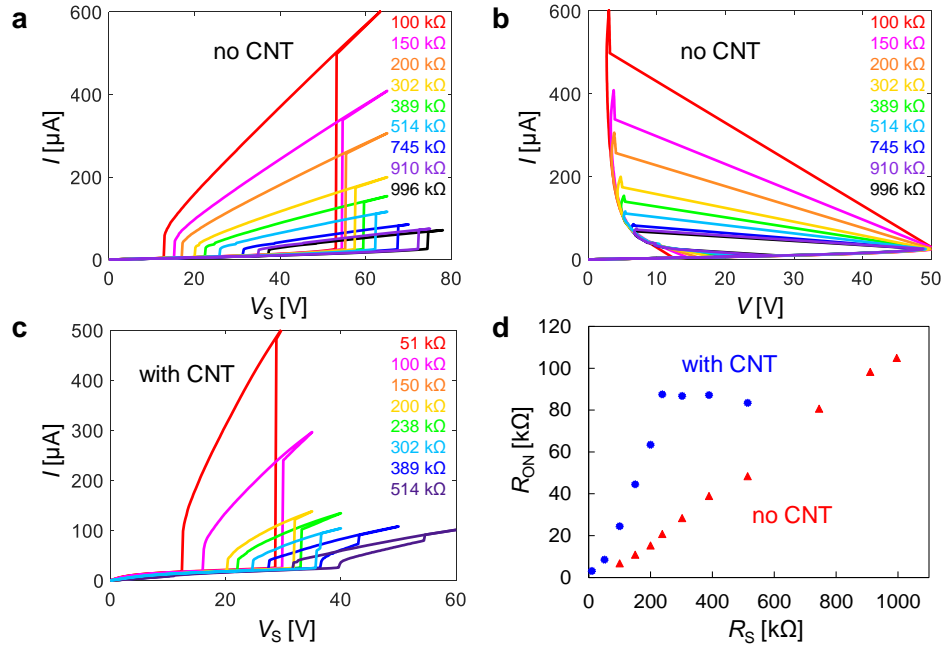 a
no CNT
100 kΩ
150 kΩ
200 kΩ
302 kΩ
389 kΩ
514 kΩ
745 kΩ
910 kΩ
996 kΩ
I [µA]
600
400
200
0
0 20 40 60 80
V_S [V]
b
no CNT
100 kΩ
150 kΩ
200 kΩ
302 kΩ
389 kΩ
514 kΩ
745 kΩ
910 kΩ
996 kΩ
I [µA]
600
400
200
0
0 10 20 30 40 50
V [V]
c
with CNT
51 kΩ
100 kΩ
150 kΩ
200 kΩ
238 kΩ
302 kΩ
389 kΩ
514 kΩ
I [µA]
500
400
300
200
100
0
0 20 40 60
V_S [V]
d
with CNT
no CNT
R_ON [kΩ]
120
100
80
60
40
20
0
0 200 400 600 800 1000
R_S [kΩ]